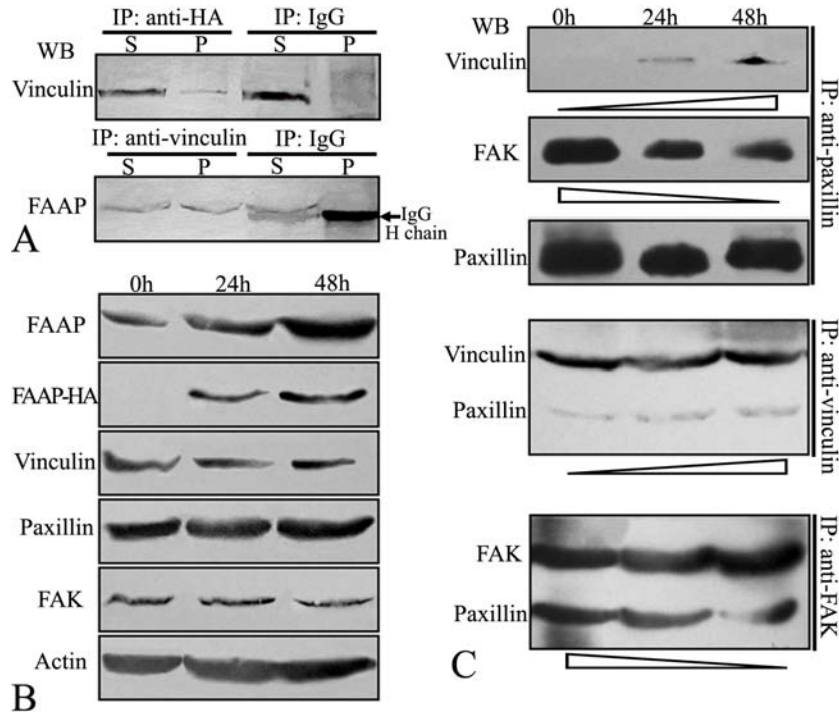 IP: anti-HA IP: IgG
WB S P S P
Vinculin
IP: anti-vinculin IP: IgG
S P S P
FAAP
IgG
H chain
A
0h 24h 48h
FAAP
FAAP-HA
Vinculin
Paxillin
FAK
Actin
B
WB 0h 24h 48h
Vinculin
FAK
Paxillin
IP: anti-paxillin
Vinculin
Paxillin
IP: anti-vinculin
FAK
Paxillin
IP: anti-FAK
C